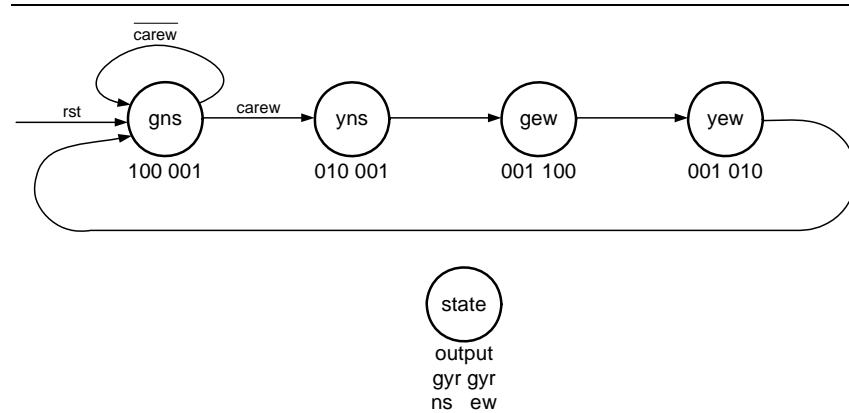 carew
rst
gns
carew
yns
gew
yew
100 001
010 001
001 100
001 010
state
output
gyr gyr
ns ew